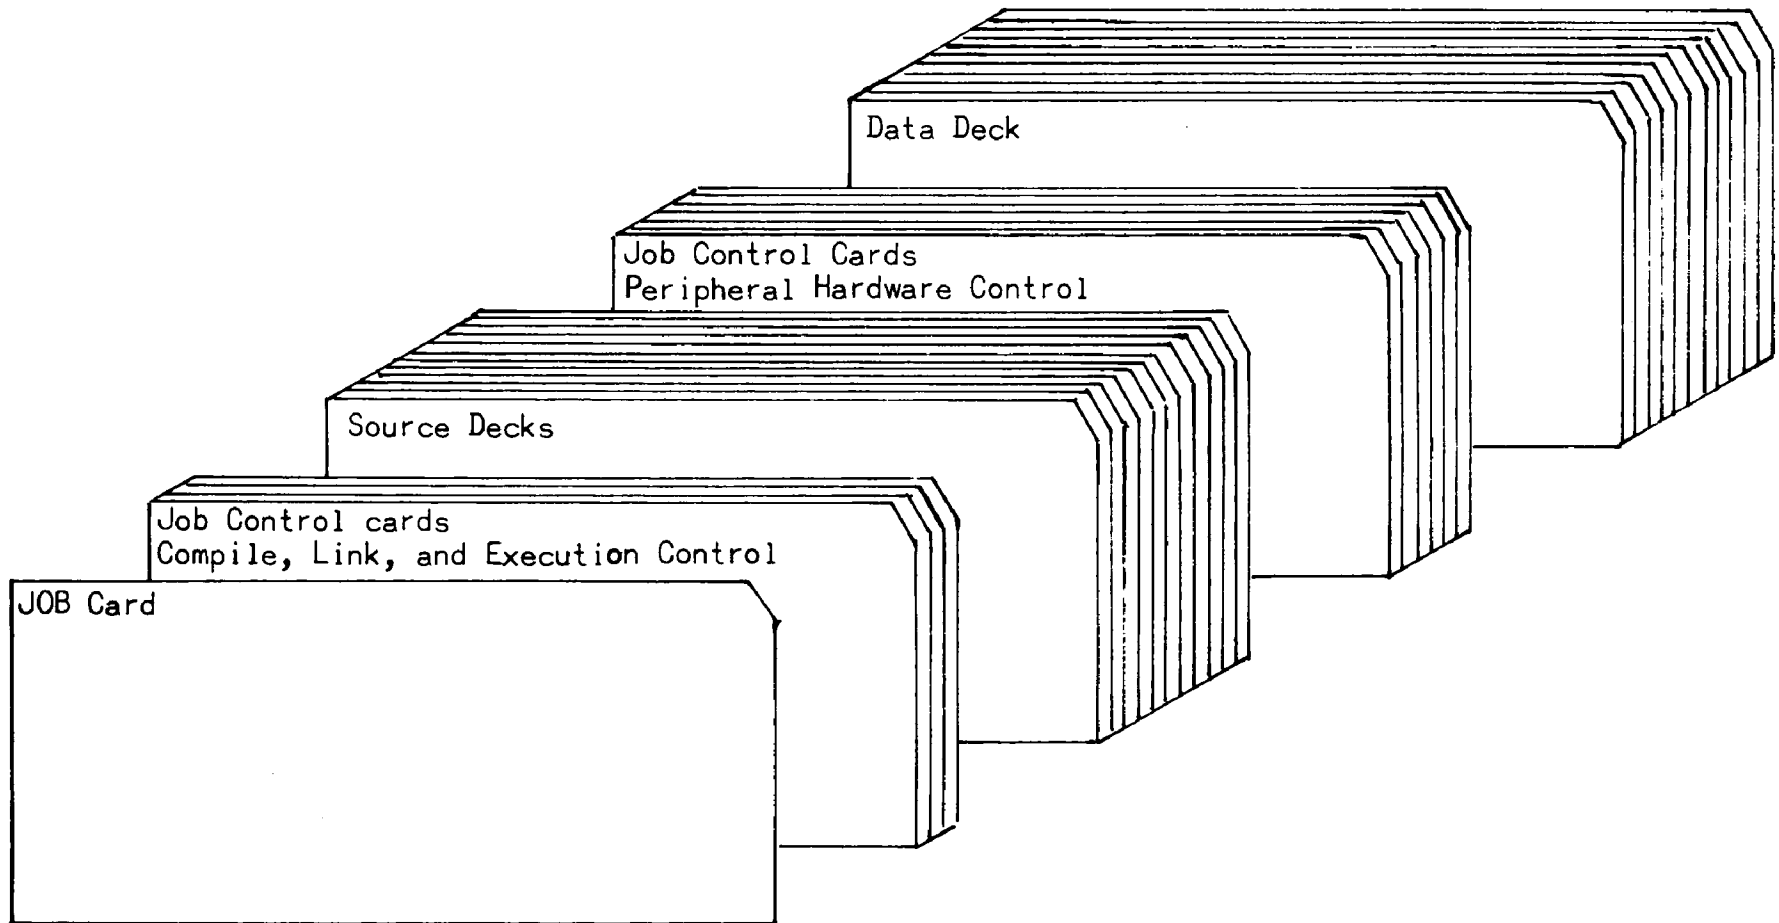 Data Deck
Job Control Cards
Peripheral Hardware Control
Source Decks
Job Control cards
Compile, Link, and Execution Control
JOB Card